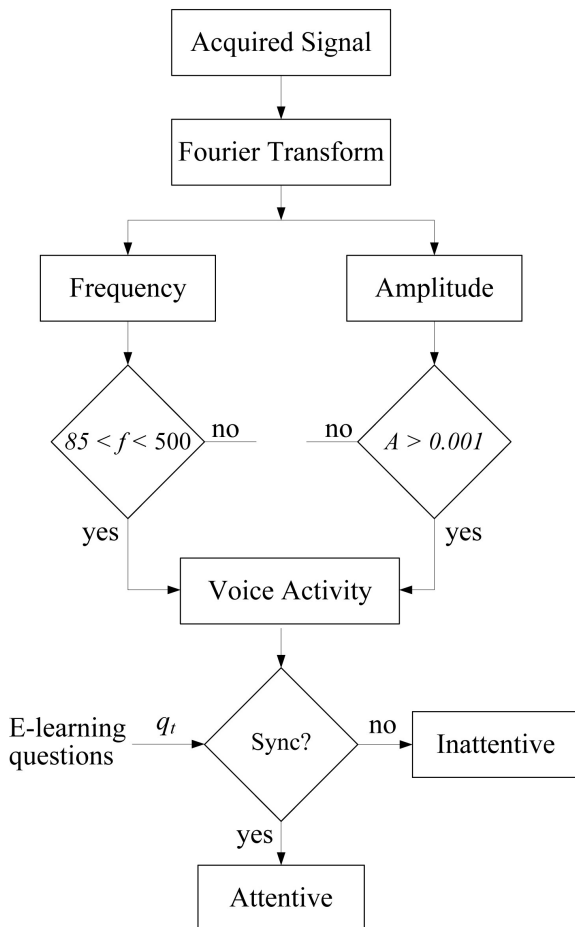 Acquired Signal
Fourier Transform
Frequency
Amplitude
85 < f < 500
no
no
A > 0.001
yes
yes
Voice Activity
E-learning
questions
qt
Sync?
no
Inattentive
yes
Attentive